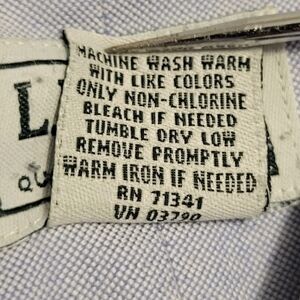 MACHINE WASH WARM
WITH LIKE COLORS
ONLY NON-CHLORINE
BLEACH IF NEEDED
TUMBLE DRY LOW
REMOVE PROMPTLY
WARM IRON IF NEEDED
RN 71341
VN 03790